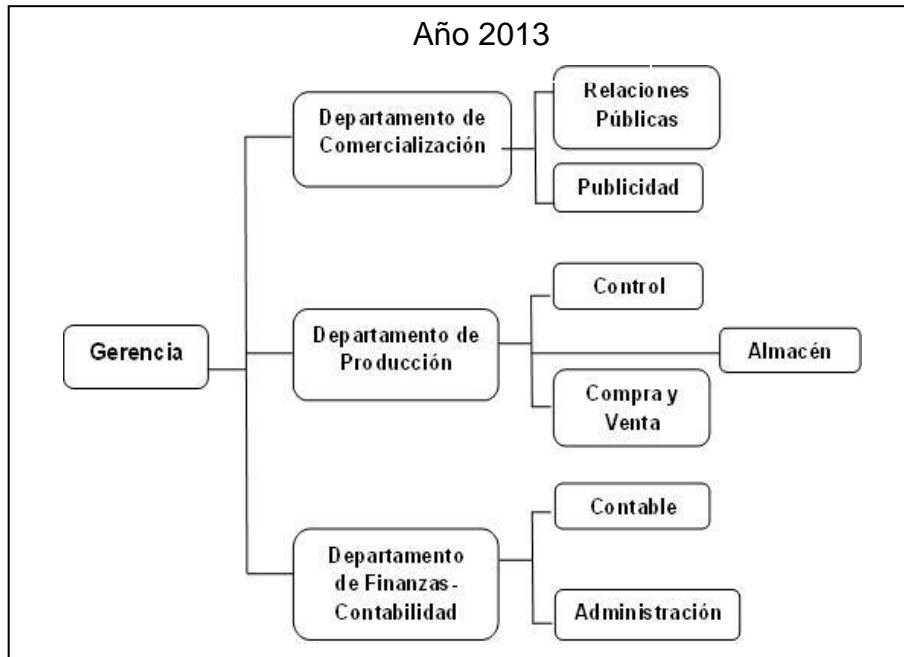 Año 2013
Relaciones
Públicas
Departamento de
Comercialización
Publicidad
Control
Departamento de
Producción
Gerencia
Almacén
Compra y
Venta
Contable
Departamento
de Finanzas-
Contabilidad
Administración